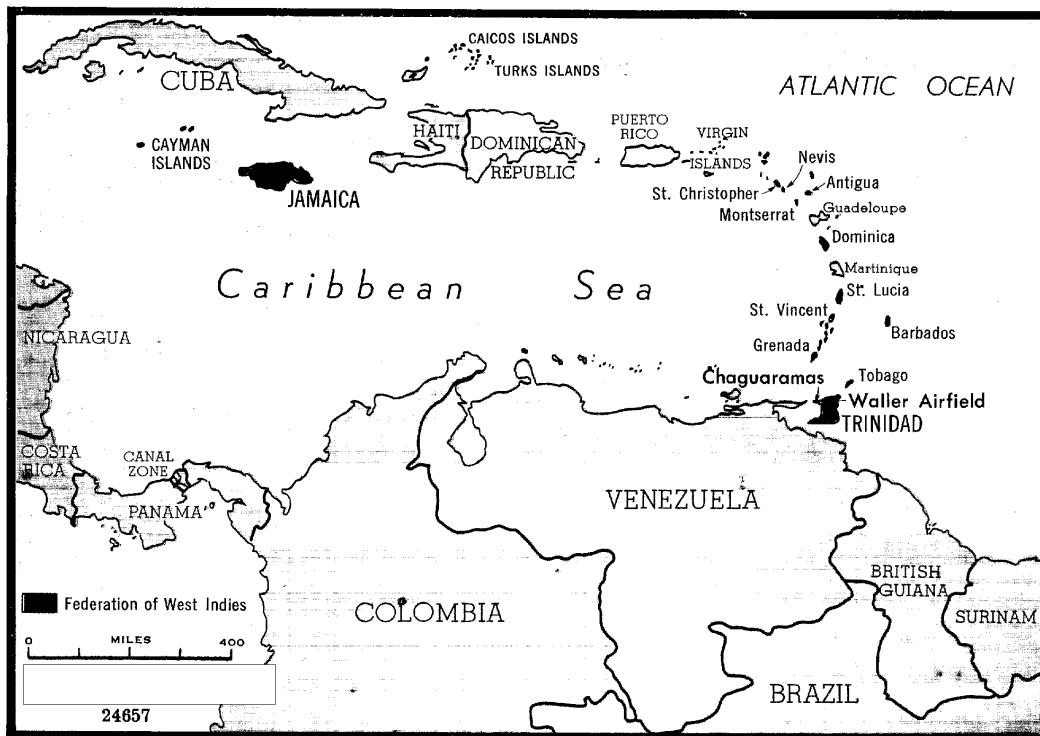 CAICOS ISLANDS
TURKS ISLANDS
CUBA
ATLANTIC OCEAN
CAYMAN
ISLANDS
JAMAICA
HAITI
DOMINICAN
REPUBLIC
PUERTO
RICO
VIRGIN
ISLANDS
Nevis
St. Christopher
Antigua
Montserrat
Guadeloupe
Dominica
Martinique
Caribbean Sea
St. Lucia
St. Vincent
Barbados
Grenada
NICARAGUA
Chaguaramas
Tobago
Waller Airfield
TRINIDAD
COSTA
RICA
CANAL
ZONE
PANAMA
VENEZUELA
BRITISH
GUIANA
SURINAM
COLOMBIA
BRAZIL
Federation of West Indies
0 MILES 400
24657